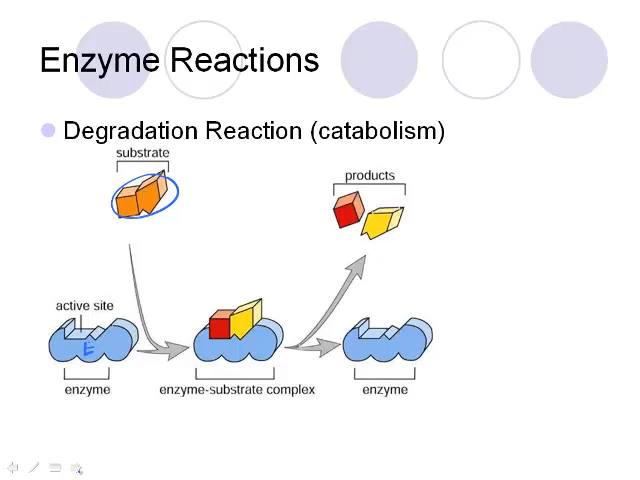 Enzyme Reactions
Degradation Reaction (catabolism)
substrate
products
active site
E
enzyme
enzyme-substrate complex
enzyme